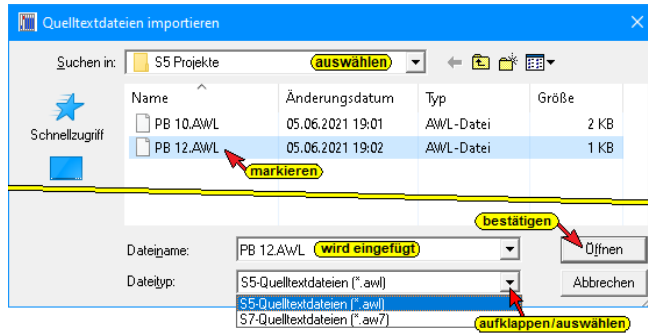 Quelltextdateien importieren
Suchen in: S5 Projekte auswählen
Name Änderungsdatum Typ Größe
PB 10.AWL 05.06.2021 19:01 AWL-Datei 2 KB
PB 12.AWL 05.06.2021 19:02 AWL-Datei 1 KB
Schnellzugriff
markieren
bestätigen
Dateiname: PB 12.AWL wird eingefügt Öffnen
Dateityp: S5-Quelltextdateien (*.awl) Abbrechen
S5-Quelltextdateien (*.awl)
S7-Quelltextdateien (*.aw7)
aufklappen/auswählen